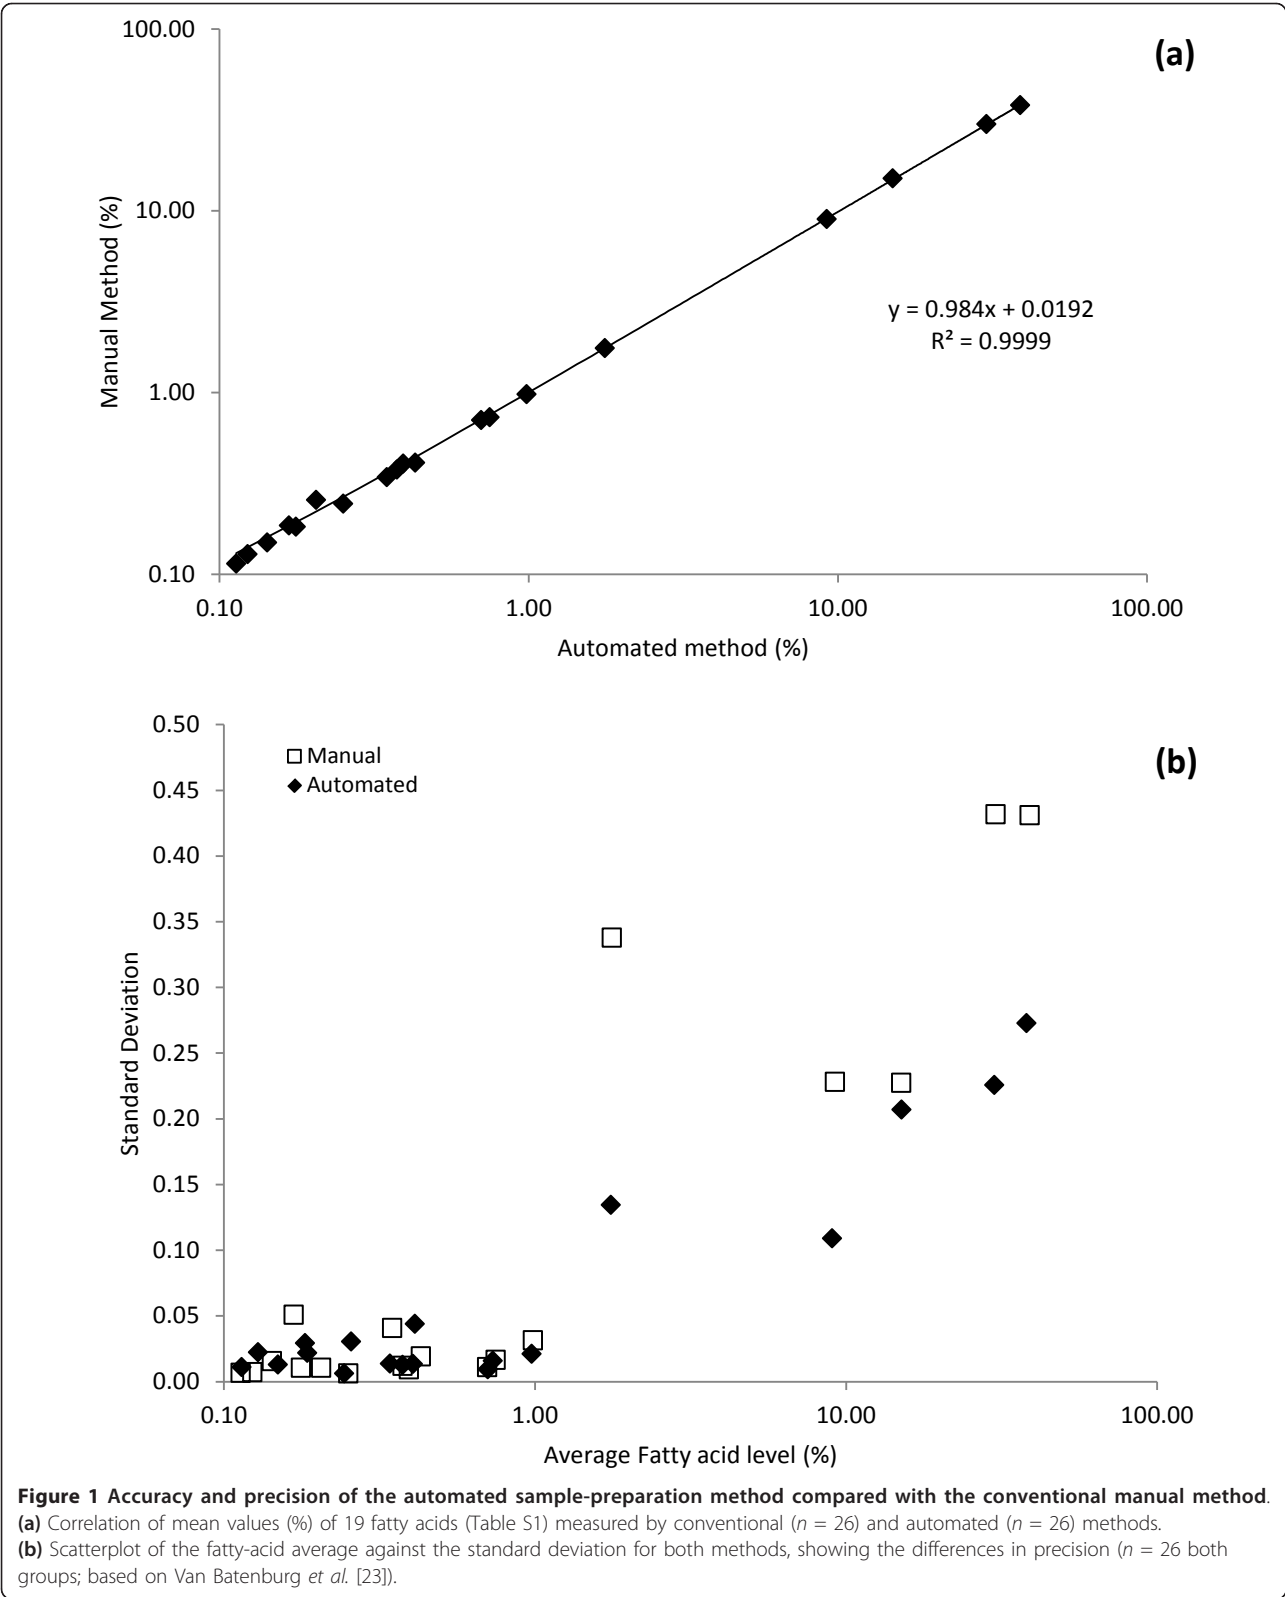 (a)
100.00
10.00
1.00
0.10
Manual Method (%)
y = 0.984x + 0.0192
R² = 0.9999
0.10 1.00 10.00 100.00
Automated method (%)
(b)
0.50
0.45
0.40
0.35
0.30
0.25
0.20
0.15
0.10
0.05
0.00
Standard Deviation
Manual
Automated
0.10 1.00 10.00 100.00
Average Fatty acid level (%)
Figure 1 Accuracy and precision of the automated sample-preparation method compared with the conventional manual method.
(a) Correlation of mean values (%) of 19 fatty acids (Table S1) measured by conventional (n = 26) and automated (n = 26) methods.
(b) Scatterplot of the fatty-acid average against the standard deviation for both methods, showing the differences in precision (n = 26 both
groups; based on Van Batenburg et al. [23]).